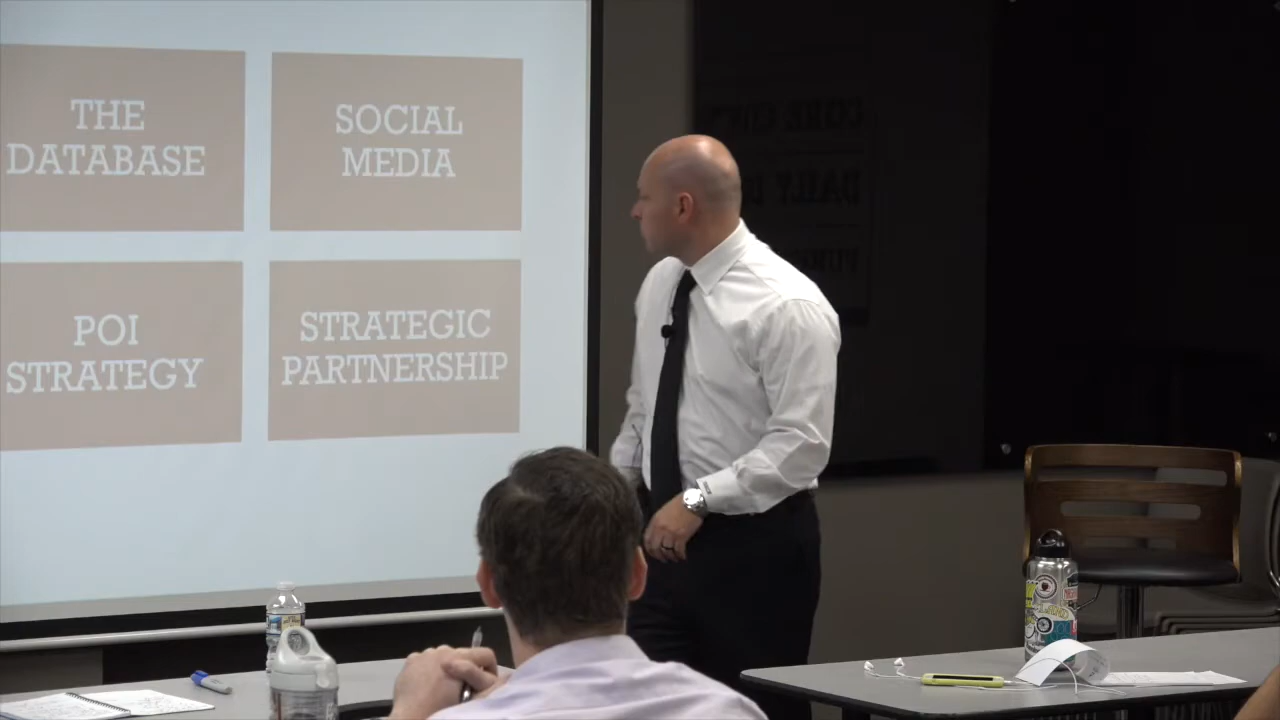 THE
DATABASE
SOCIAL
MEDIA
POI
STRATEGY
STRATEGIC
PARTNERSHIP